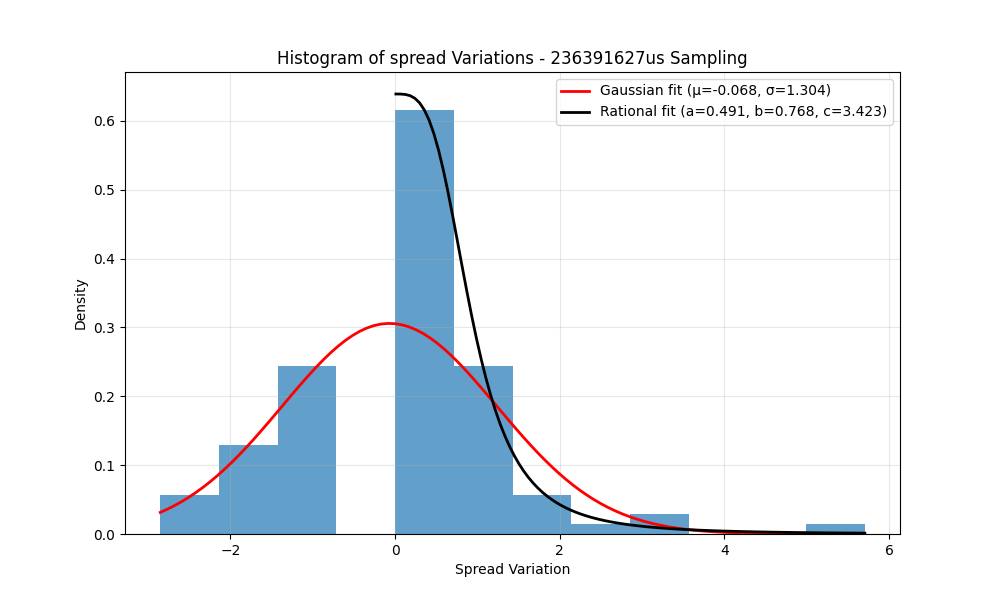 Histogram of spread Variations - 236391627us Sampling
Gaussian fit (μ=-0.068, σ=1.304)
Rational fit (a=0.491, b=0.768, c=3.423)
Density
0.6
0.5
0.4
0.3
0.2
0.1
0.0
−2
0
2
4
6
Spread Variation